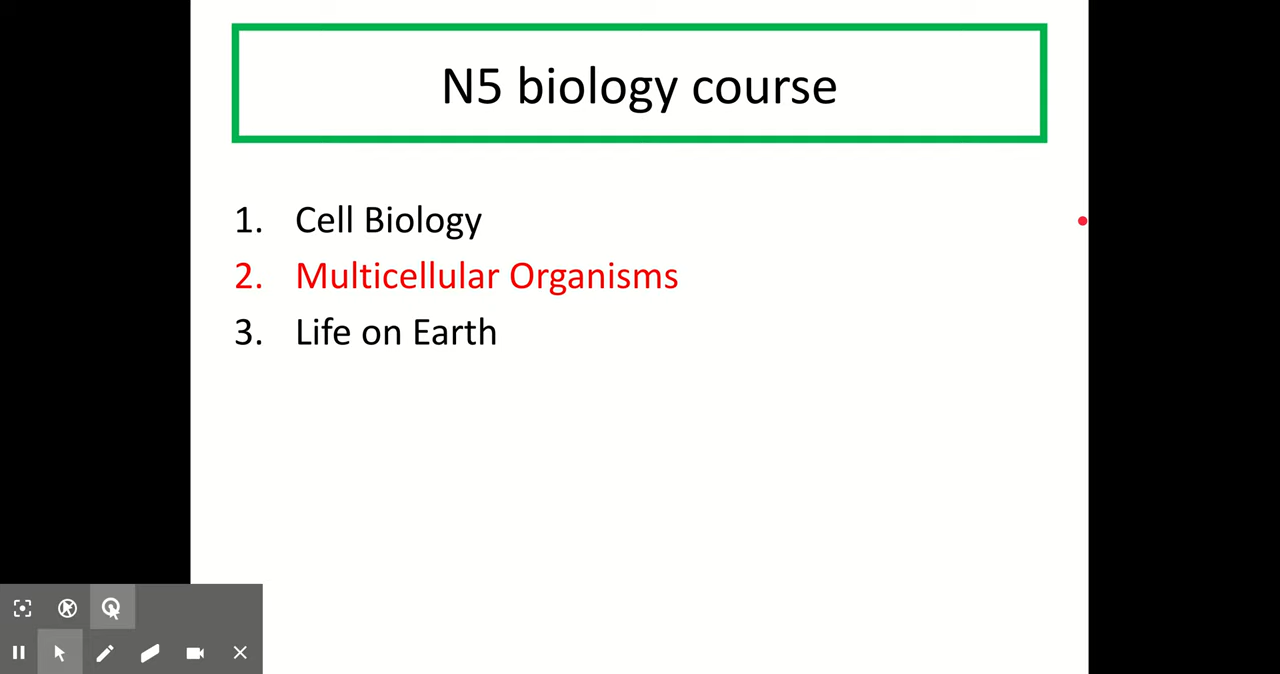 N5 biology course
1. Cell Biology
2. Multicellular Organisms
3. Life on Earth